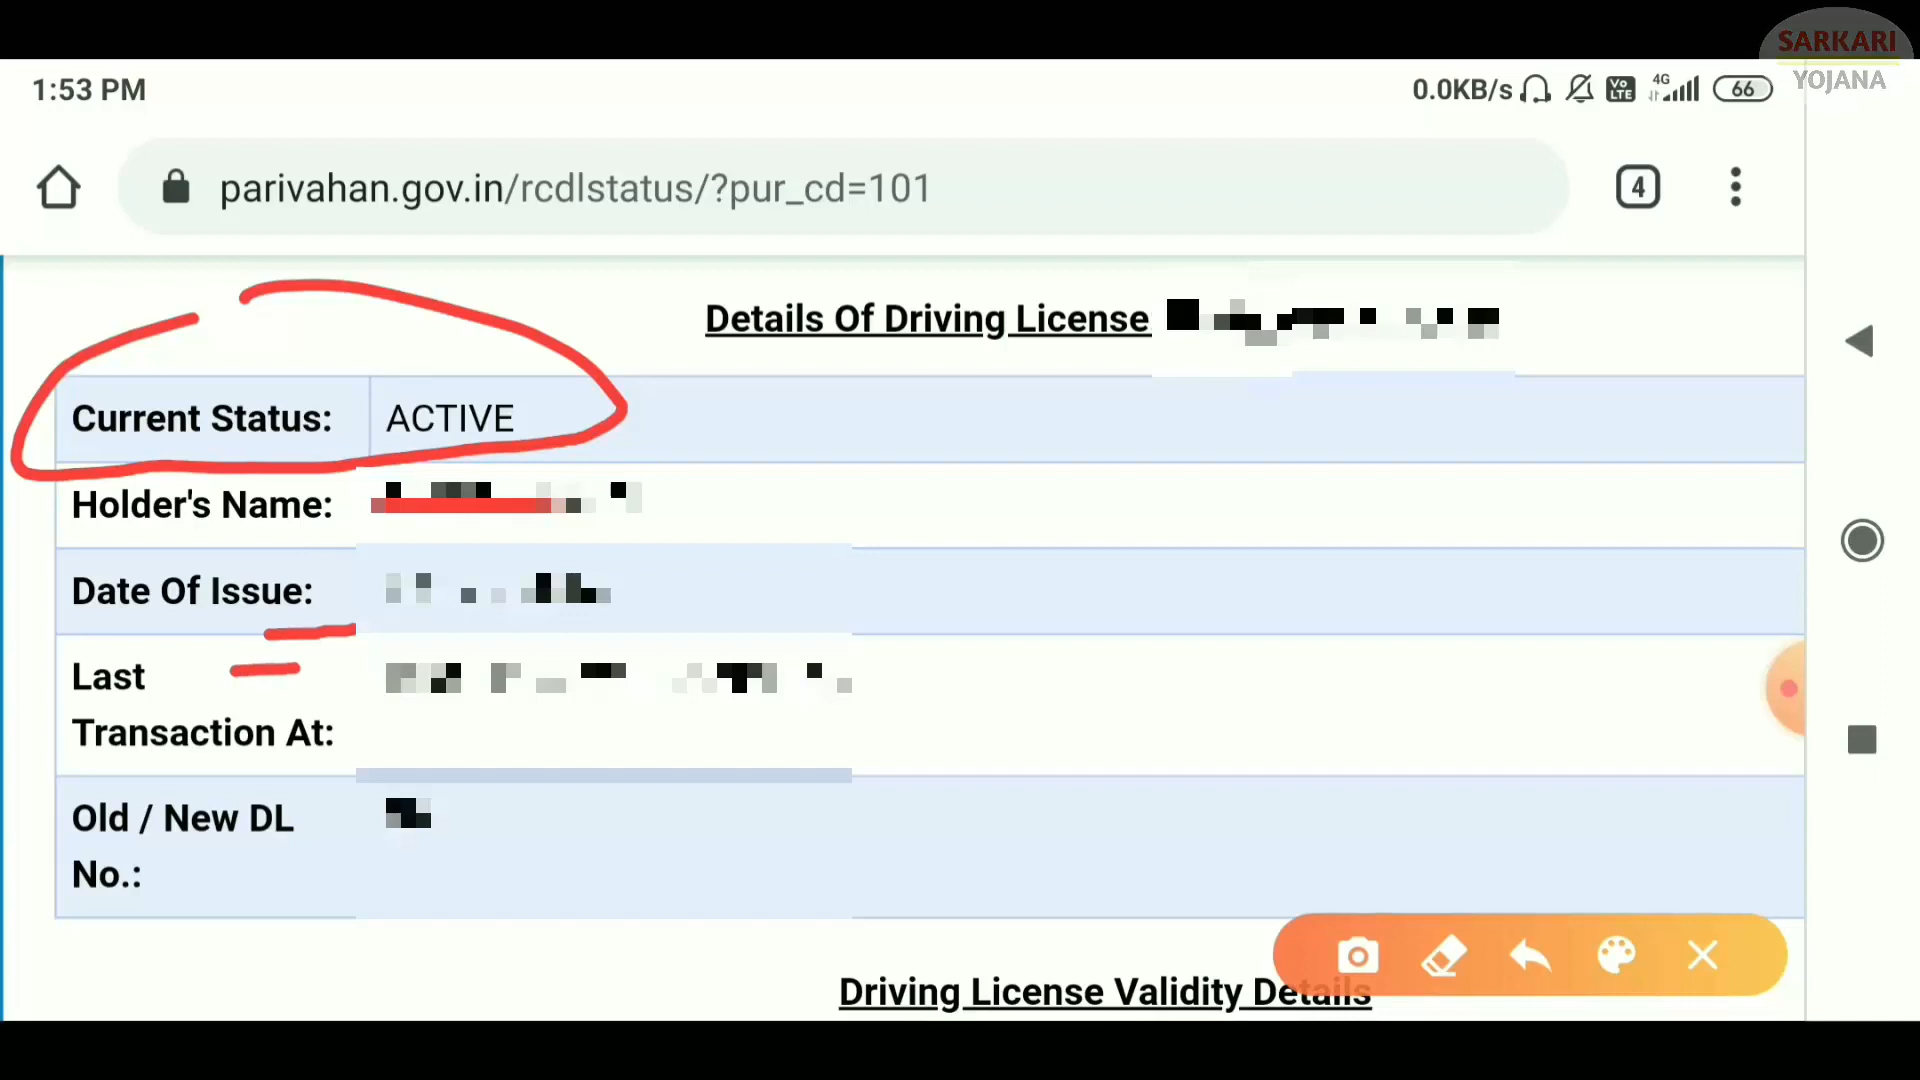 SARKARI
YOJANA
1:53 PM
0.0KB/s
Vo
LTE
4G
66
parivahan.gov.in/rcdlstatus/?pur_cd=101
4
Details Of Driving License
Current Status: ACTIVE
Holder's Name:
Date Of Issue:
Last
Transaction At:
Old / New DL
No.:
Driving License Validity Details